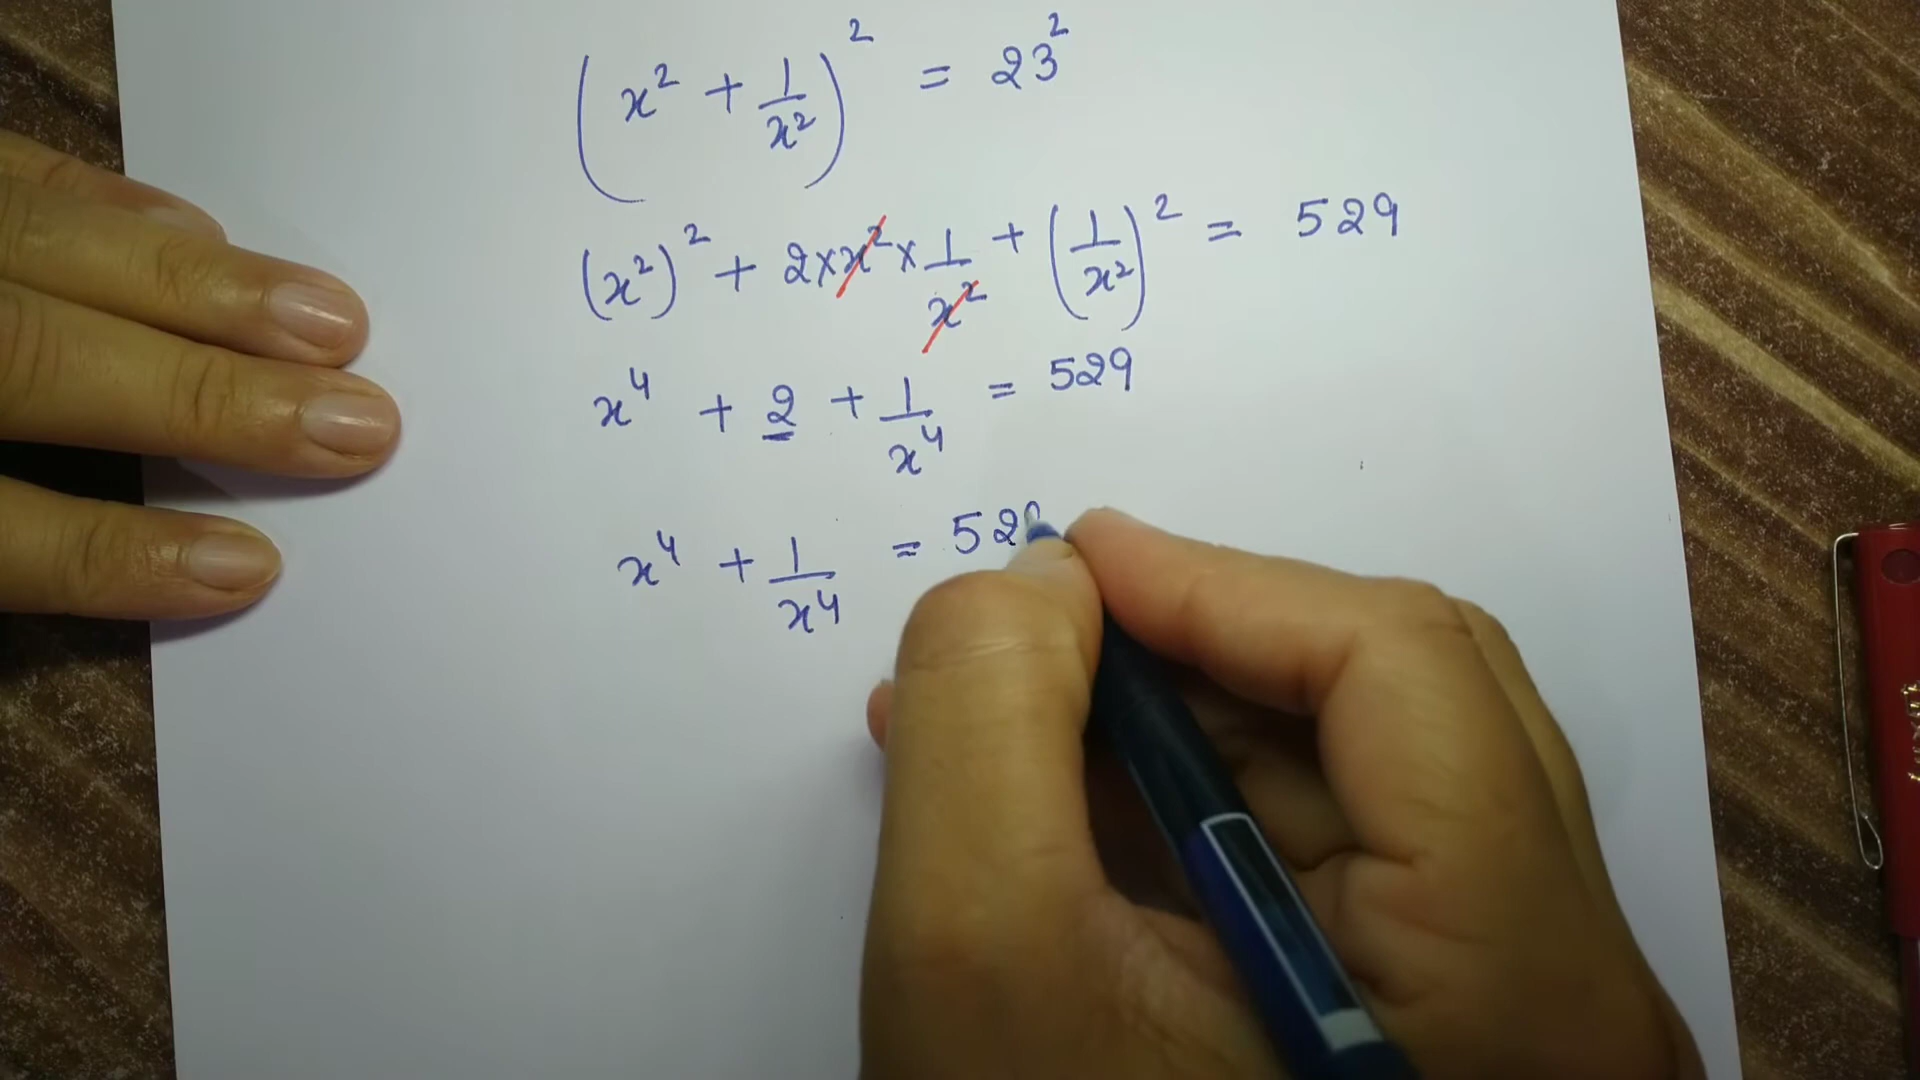 (x² + 1/x²)² = 23²
(x²)² + 2×x²×1/x² + (1/x²)² = 529
x⁴ + 2 + 1/x⁴ = 529
x⁴ + 1/x⁴ = 529